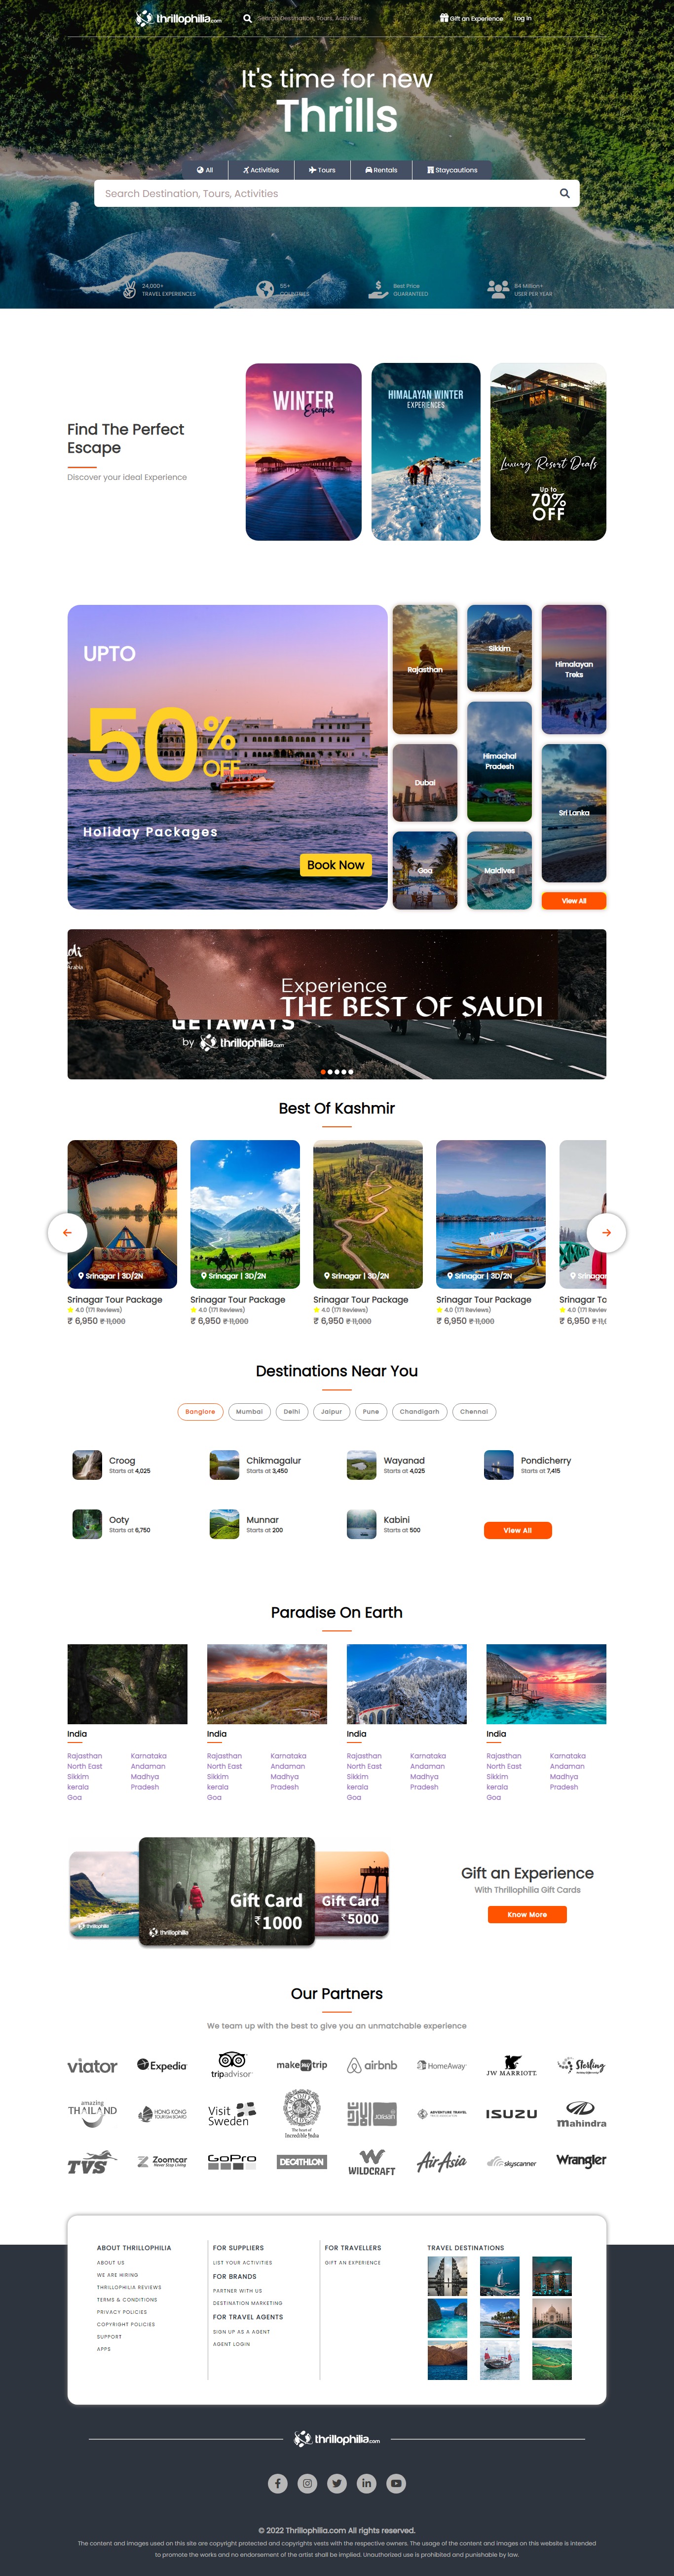 thrillophilia.com
Search Destination, Tours, Activities
Gift an Experience
Log In
It's time for new
Thrills
All
Activities
Tours
Rentals
Staycautions
Search Destination, Tours, Activities
24,000+
TRAVEL EXPERIENCES
55+
COUNTRIES
Best Price
GUARANTEED
84 Million+
USER PER YEAR
Find The Perfect
Escape
Discover your ideal Experience
WINTER
Escapes
HIMALAYAN WINTER
EXPERIENCES
Luxury Resort Deals
Up to
70%
OFF
UPTO
50%
OFF
Holiday Packages
Book Now
Rajasthan
Sikkim
Himalayan
Treks
Dubai
Himachal
Pradesh
Sri Lanka
Goa
Maldives
View All
Experience
THE BEST OF SAUDI
GETAWAYS
by thrillophilia.com
Best Of Kashmir
Srinagar | 3D/2N
Srinagar | 3D/2N
Srinagar | 3D/2N
Srinagar | 3D/2N
Srinagar
Srinagar Tour Package
4.0 (171 Reviews)
₹ 6,950 ₹ 11,000
Srinagar Tour Package
4.0 (171 Reviews)
₹ 6,950 ₹ 11,000
Srinagar Tour Package
4.0 (171 Reviews)
₹ 6,950 ₹ 11,000
Srinagar Tour Package
4.0 (171 Reviews)
₹ 6,950 ₹ 11,000
Srinagar To
4.0 (171 Review
₹ 6,950
Destinations Near You
Banglore
Mumbai
Delhi
Jaipur
Pune
Chandigarh
Chennai
Croog
Starts at 4,025
Chikmagalur
Starts at 3,450
Wayanad
Starts at 4,025
Pondicherry
Starts at 7,415
Ooty
Starts at 6,750
Munnar
Starts at 200
Kabini
Starts at 500
View All
Paradise On Earth
India
Rajasthan Karnataka
North East Andaman
Sikkim Madhya
kerala Pradesh
Goa
India
Rajasthan Karnataka
North East Andaman
Sikkim Madhya
kerala Pradesh
Goa
India
Rajasthan Karnataka
North East Andaman
Sikkim Madhya
kerala Pradesh
Goa
India
Rajasthan Karnataka
North East Andaman
Sikkim Madhya
kerala Pradesh
Goa
thrillophilia
Gift Card
₹1000
thrillophilia
Gift Card
₹5000
Gift an Experience
With Thrillophilia Gift Cards
Know More
Our Partners
We team up with the best to give you an unmatchable experience
viator
Expedia
tripadvisor
make my trip
airbnb
HomeAway
JW MARRIOTT
Sterling
amazing
THAILAND
HONG KONG
TOURISM BOARD
Visit
Sweden
The heart of
Incredible India
ADVENTURE TRAVEL
ISUZU
Mahindra
TVS
Zoomcar
Never Stop Living
GoPro
DECATHLON
WILDCRAFT
AirAsia
skyscanner
Wrangler
ABOUT THRILLOPHILIA
ABOUT US
WE ARE HIRING
THRILLOPHILIA REVIEWS
TERMS & CONDITIONS
PRIVACY POLICIES
COPYRIGHT POLICIES
SUPPORT
APPS
FOR SUPPLIERS
LIST YOUR ACTIVITIES
FOR BRANDS
PARTNER WITH US
DESTINATION MARKETING
FOR TRAVEL AGENTS
SIGN UP AS A AGENT
AGENT LOGIN
FOR TRAVELLERS
GIFT AN EXPERIENCE
TRAVEL DESTINATIONS
thrillophilia.com
© 2022 Thrillophilia.com All rights reserved.
The content and images used on this site are copyright protected and copyrights vests with the respective owners. The usage of the content and images on this website is intended
to promote the works and no endorsement of the artist shall be implied. Unauthorized use is prohibited and punishable by law.